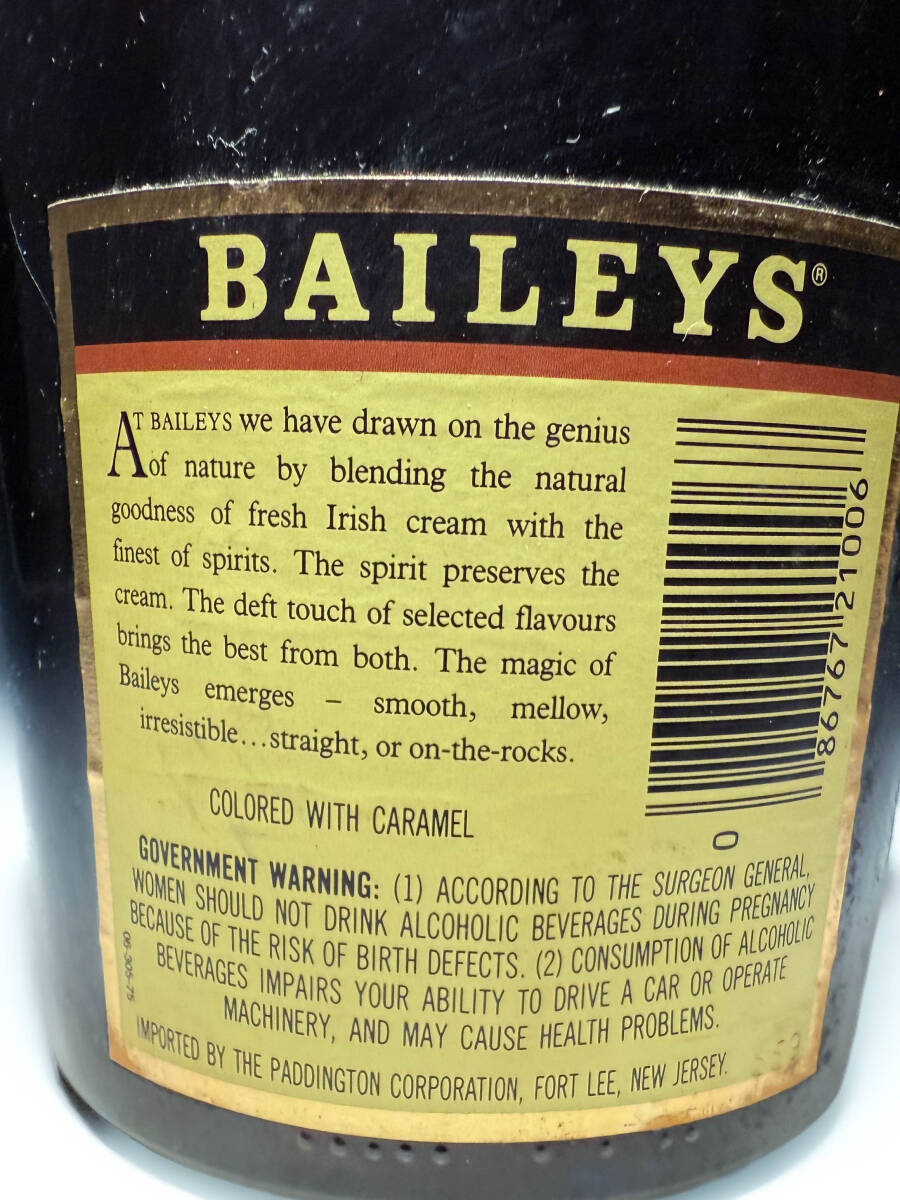 BAILEYS®
AT BAILEYS we have drawn on the genius
of nature by blending the natural
goodness of fresh Irish cream with the
finest of spirits. The spirit preserves the
cream. The deft touch of selected flavours
brings the best from both. The magic of
Baileys emerges – smooth, mellow,
irresistible...straight, or on-the-rocks.
0 86767 21006
COLORED WITH CARAMEL
GOVERNMENT WARNING: (1) ACCORDING TO THE SURGEON GENERAL,
WOMEN SHOULD NOT DRINK ALCOHOLIC BEVERAGES DURING PREGNANCY
BECAUSE OF THE RISK OF BIRTH DEFECTS. (2) CONSUMPTION OF ALCOHOLIC
BEVERAGES IMPAIRS YOUR ABILITY TO DRIVE A CAR OR OPERATE
MACHINERY, AND MAY CAUSE HEALTH PROBLEMS.
06-305-75
IMPORTED BY THE PADDINGTON CORPORATION, FORT LEE, NEW JERSEY.